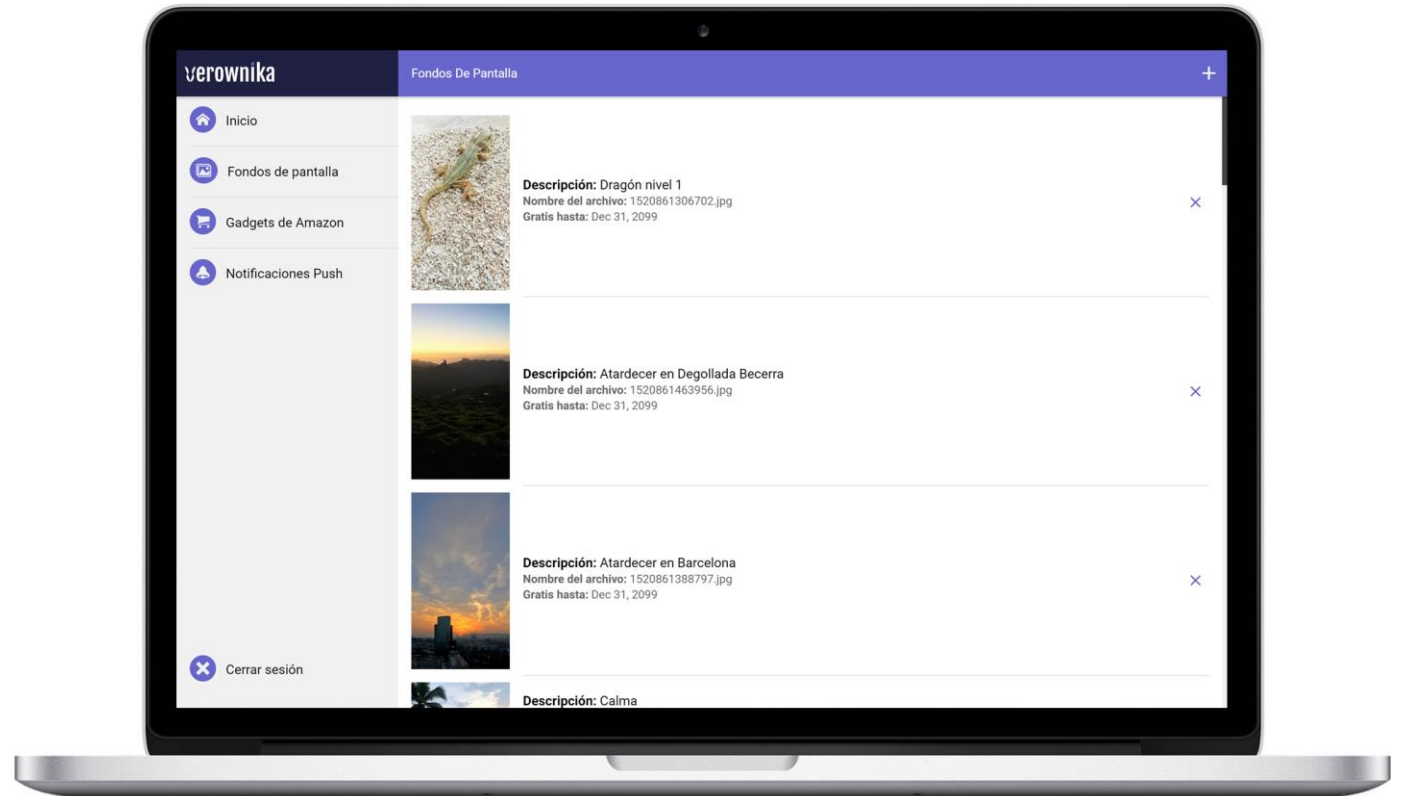 verownika
Fondos De Pantalla
Inicio
Fondos de pantalla
Gadgets de Amazon
Notificaciones Push
Cerrar sesión
Descripción: Dragón nivel 1
Nombre del archivo: 1520861306702.jpg
Gratis hasta: Dec 31, 2099
Descripción: Atardecer en Degollada Becerra
Nombre del archivo: 1520861463956.jpg
Gratis hasta: Dec 31, 2099
Descripción: Atardecer en Barcelona
Nombre del archivo: 1520861388797.jpg
Gratis hasta: Dec 31, 2099
Descripción: Calma